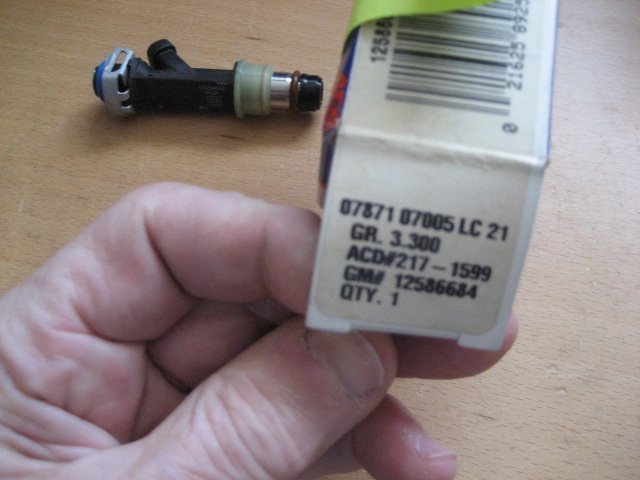 07871 07005 LC 21
GR. 3.300
ACD#217-1599
GM# 12586684
QTY. 1